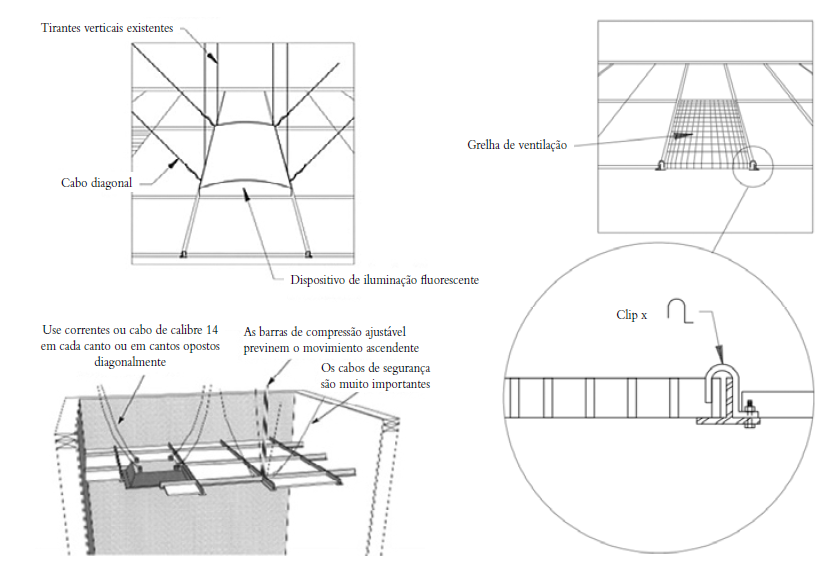 Tirantes verticais existentes
Cabo diagonal
Dispositivo de iluminação fluorescente
Grelha de ventilação
Clip x
Use correntes ou cabo de calibre 14
em cada canto ou em cantos opostos
diagonalmente
As barras de compressão ajustável
previnem o movimiento ascendente
Os cabos de segurança
são muito importantes